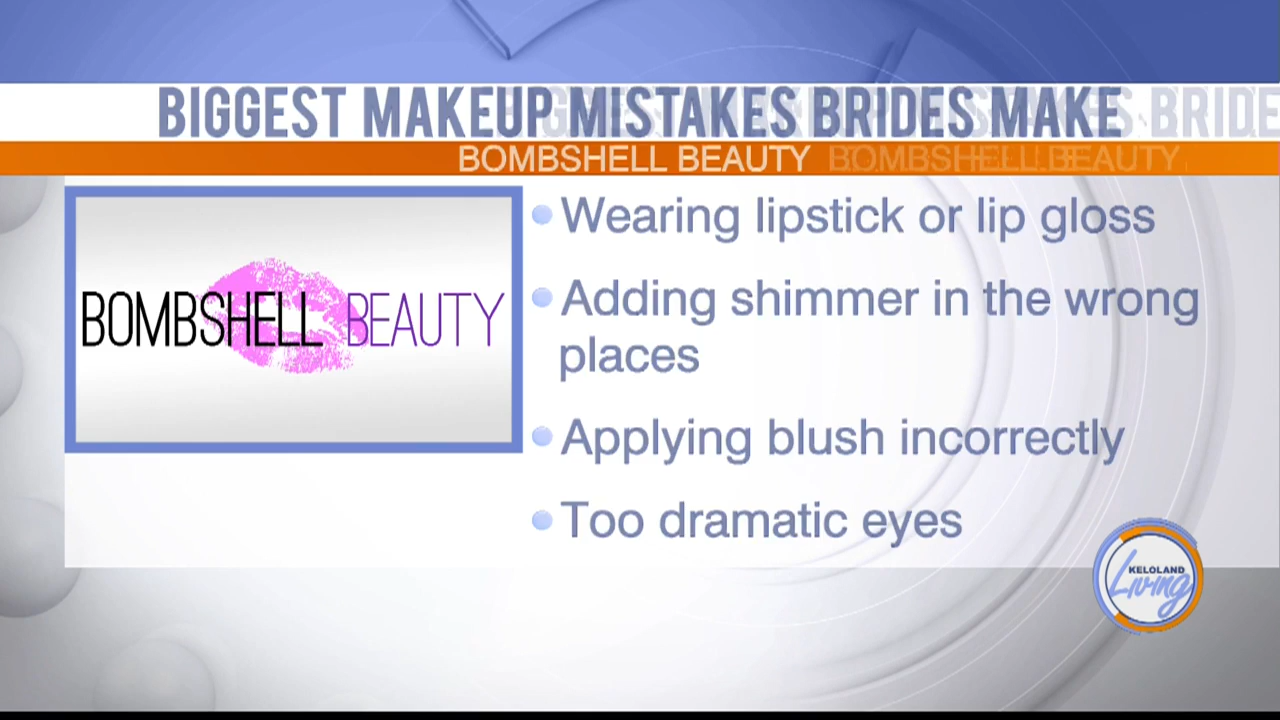 BIGGEST MAKEUP MISTAKES BRIDES MAKE
BOMBSHELL BEAUTY
BOMBSHELL BEAUTY
Wearing lipstick or lip gloss
Adding shimmer in the wrong
places
Applying blush incorrectly
Too dramatic eyes
KELOLAND
Living